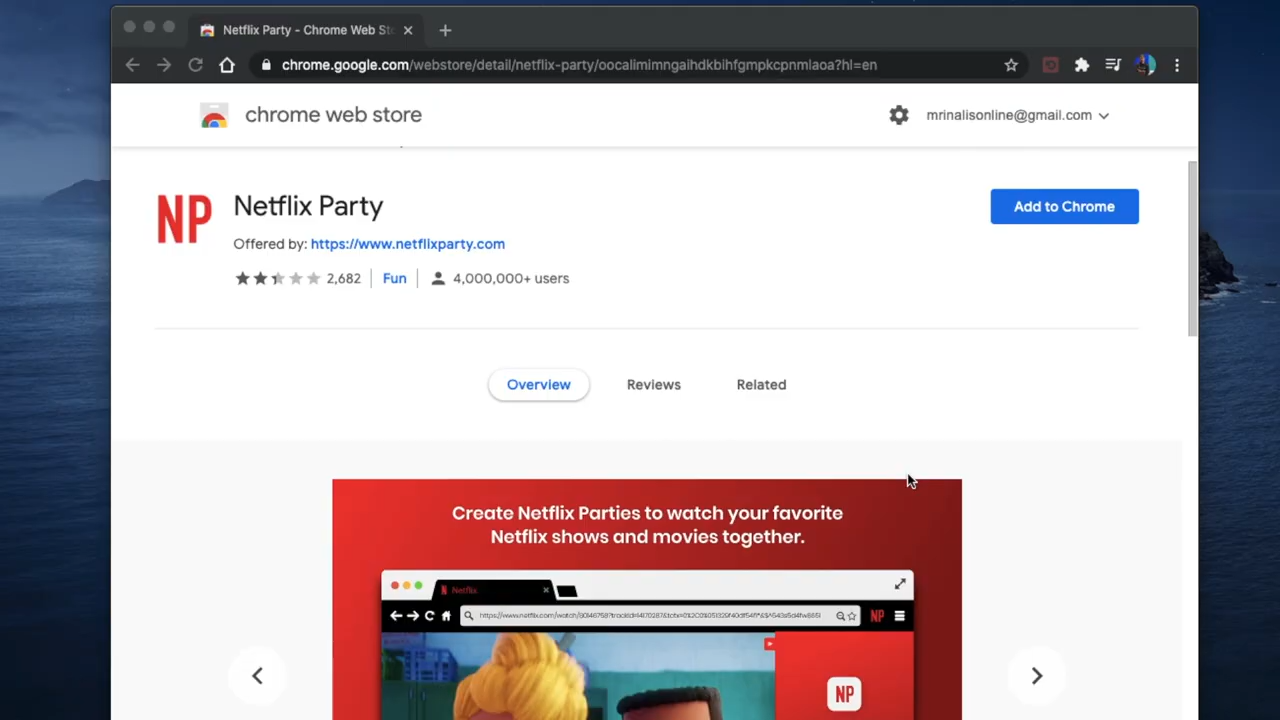 Netflix Party - Chrome Web St
chrome.google.com/webstore/detail/netflix-party/oocalimimngaihdkbihfgmpkcpnmlaoa?hl=en
chrome web store
mrinalisonline@gmail.com
NP
Netflix Party
Add to Chrome
Offered by: https://www.netflixparty.com
2,682
Fun
4,000,000+ users
Overview
Reviews
Related
Create Netflix Parties to watch your favorite
Netflix shows and movies together.
Netflix
NP
NP